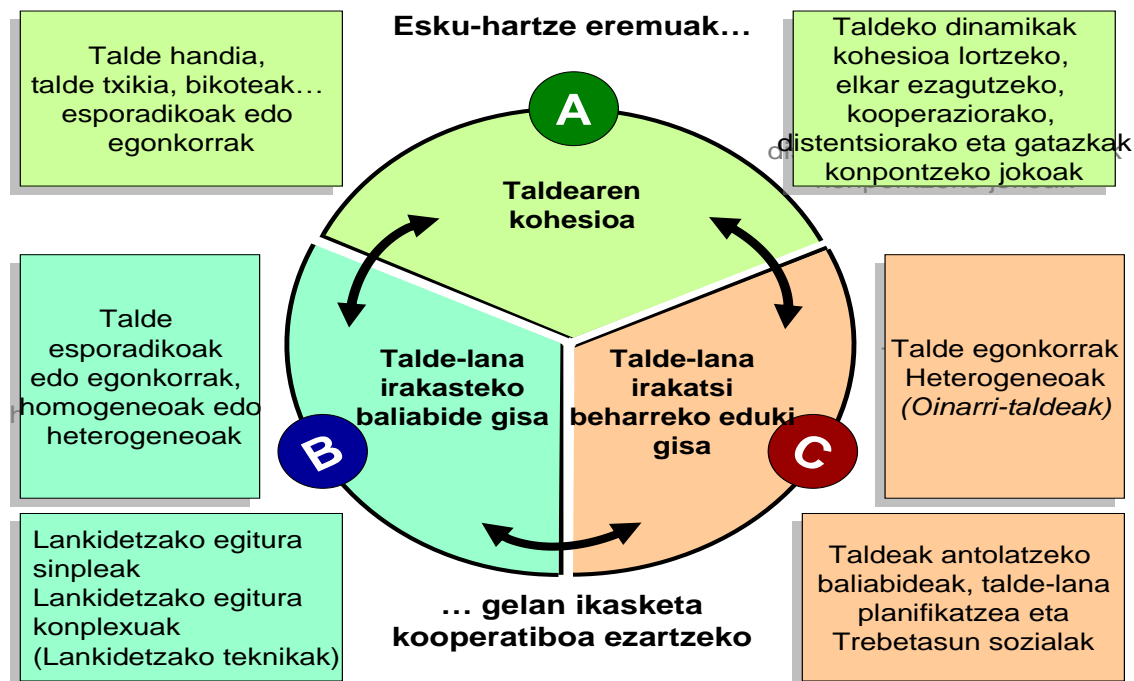 Esku-hartze eremuak…
Talde handia,
talde txikia, bikoteak…
esporadikoak edo
egonkorrak
Taldeko dinamikak
kohesioa lortzeko,
elkar ezagutzeko,
kooperaziorako,
distentsiorako eta gatazkak
konpontzeko jokoak
A
Taldearen
kohesioa
Talde
esporadikoak
edo egonkorrak,
homogeneoak edo
heterogeneoak
Talde-lana
irakasteko
baliabide gisa
B
Talde-lana
irakatsi
beharreko eduki
gisa
C
Talde egonkorrak
Heterogeneoak
(Oinarri-taldeak)
Lankidetzako egitura
sinpleak
Lankidetzako egitura
konplexuak
(Lankidetzako teknikak)
… gelan ikasketa
kooperatiboa ezartzeko
Taldeak antolatzeko
baliabideak, talde-lana
planifikatzea eta
Trebetasun sozialak